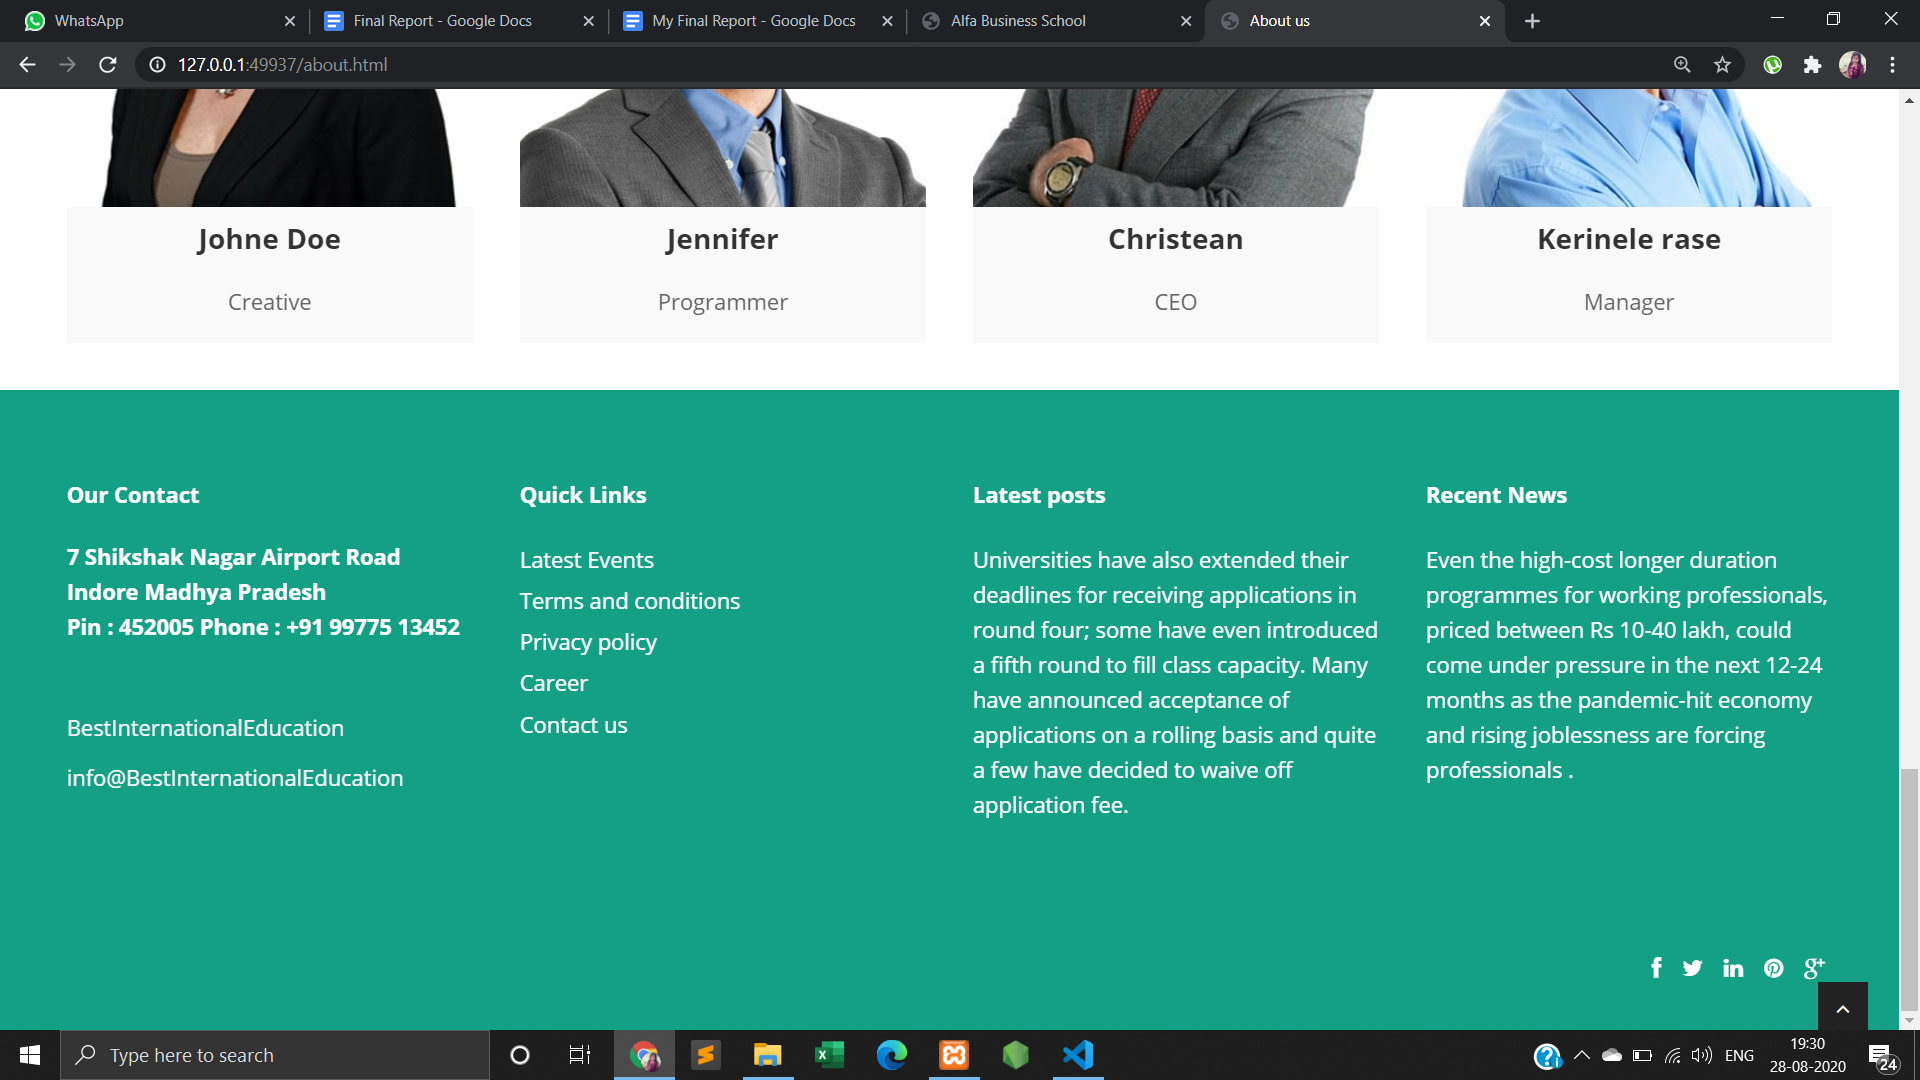 WhatsApp
Final Report - Google Docs
My Final Report - Google Docs
Alfa Business School
About us
127.0.0.1:49937/about.html
Johne Doe
Creative
Jennifer
Programmer
Christean
CEO
Kerinele rase
Manager
Our Contact
7 Shikshak Nagar Airport Road
Indore Madhya Pradesh
Pin : 452005 Phone : +91 99775 13452
BestInternationalEducation
info@BestInternationalEducation
Quick Links
Latest Events
Terms and conditions
Privacy policy
Career
Contact us
Latest posts
Universities have also extended their
deadlines for receiving applications in
round four; some have even introduced
a fifth round to fill class capacity. Many
have announced acceptance of
applications on a rolling basis and quite
a few have decided to waive off
application fee.
Recent News
Even the high-cost longer duration
programmes for working professionals,
priced between Rs 10-40 lakh, could
come under pressure in the next 12-24
months as the pandemic-hit economy
and rising joblessness are forcing
professionals .
Type here to search
ENG
19:30
28-08-2020
24